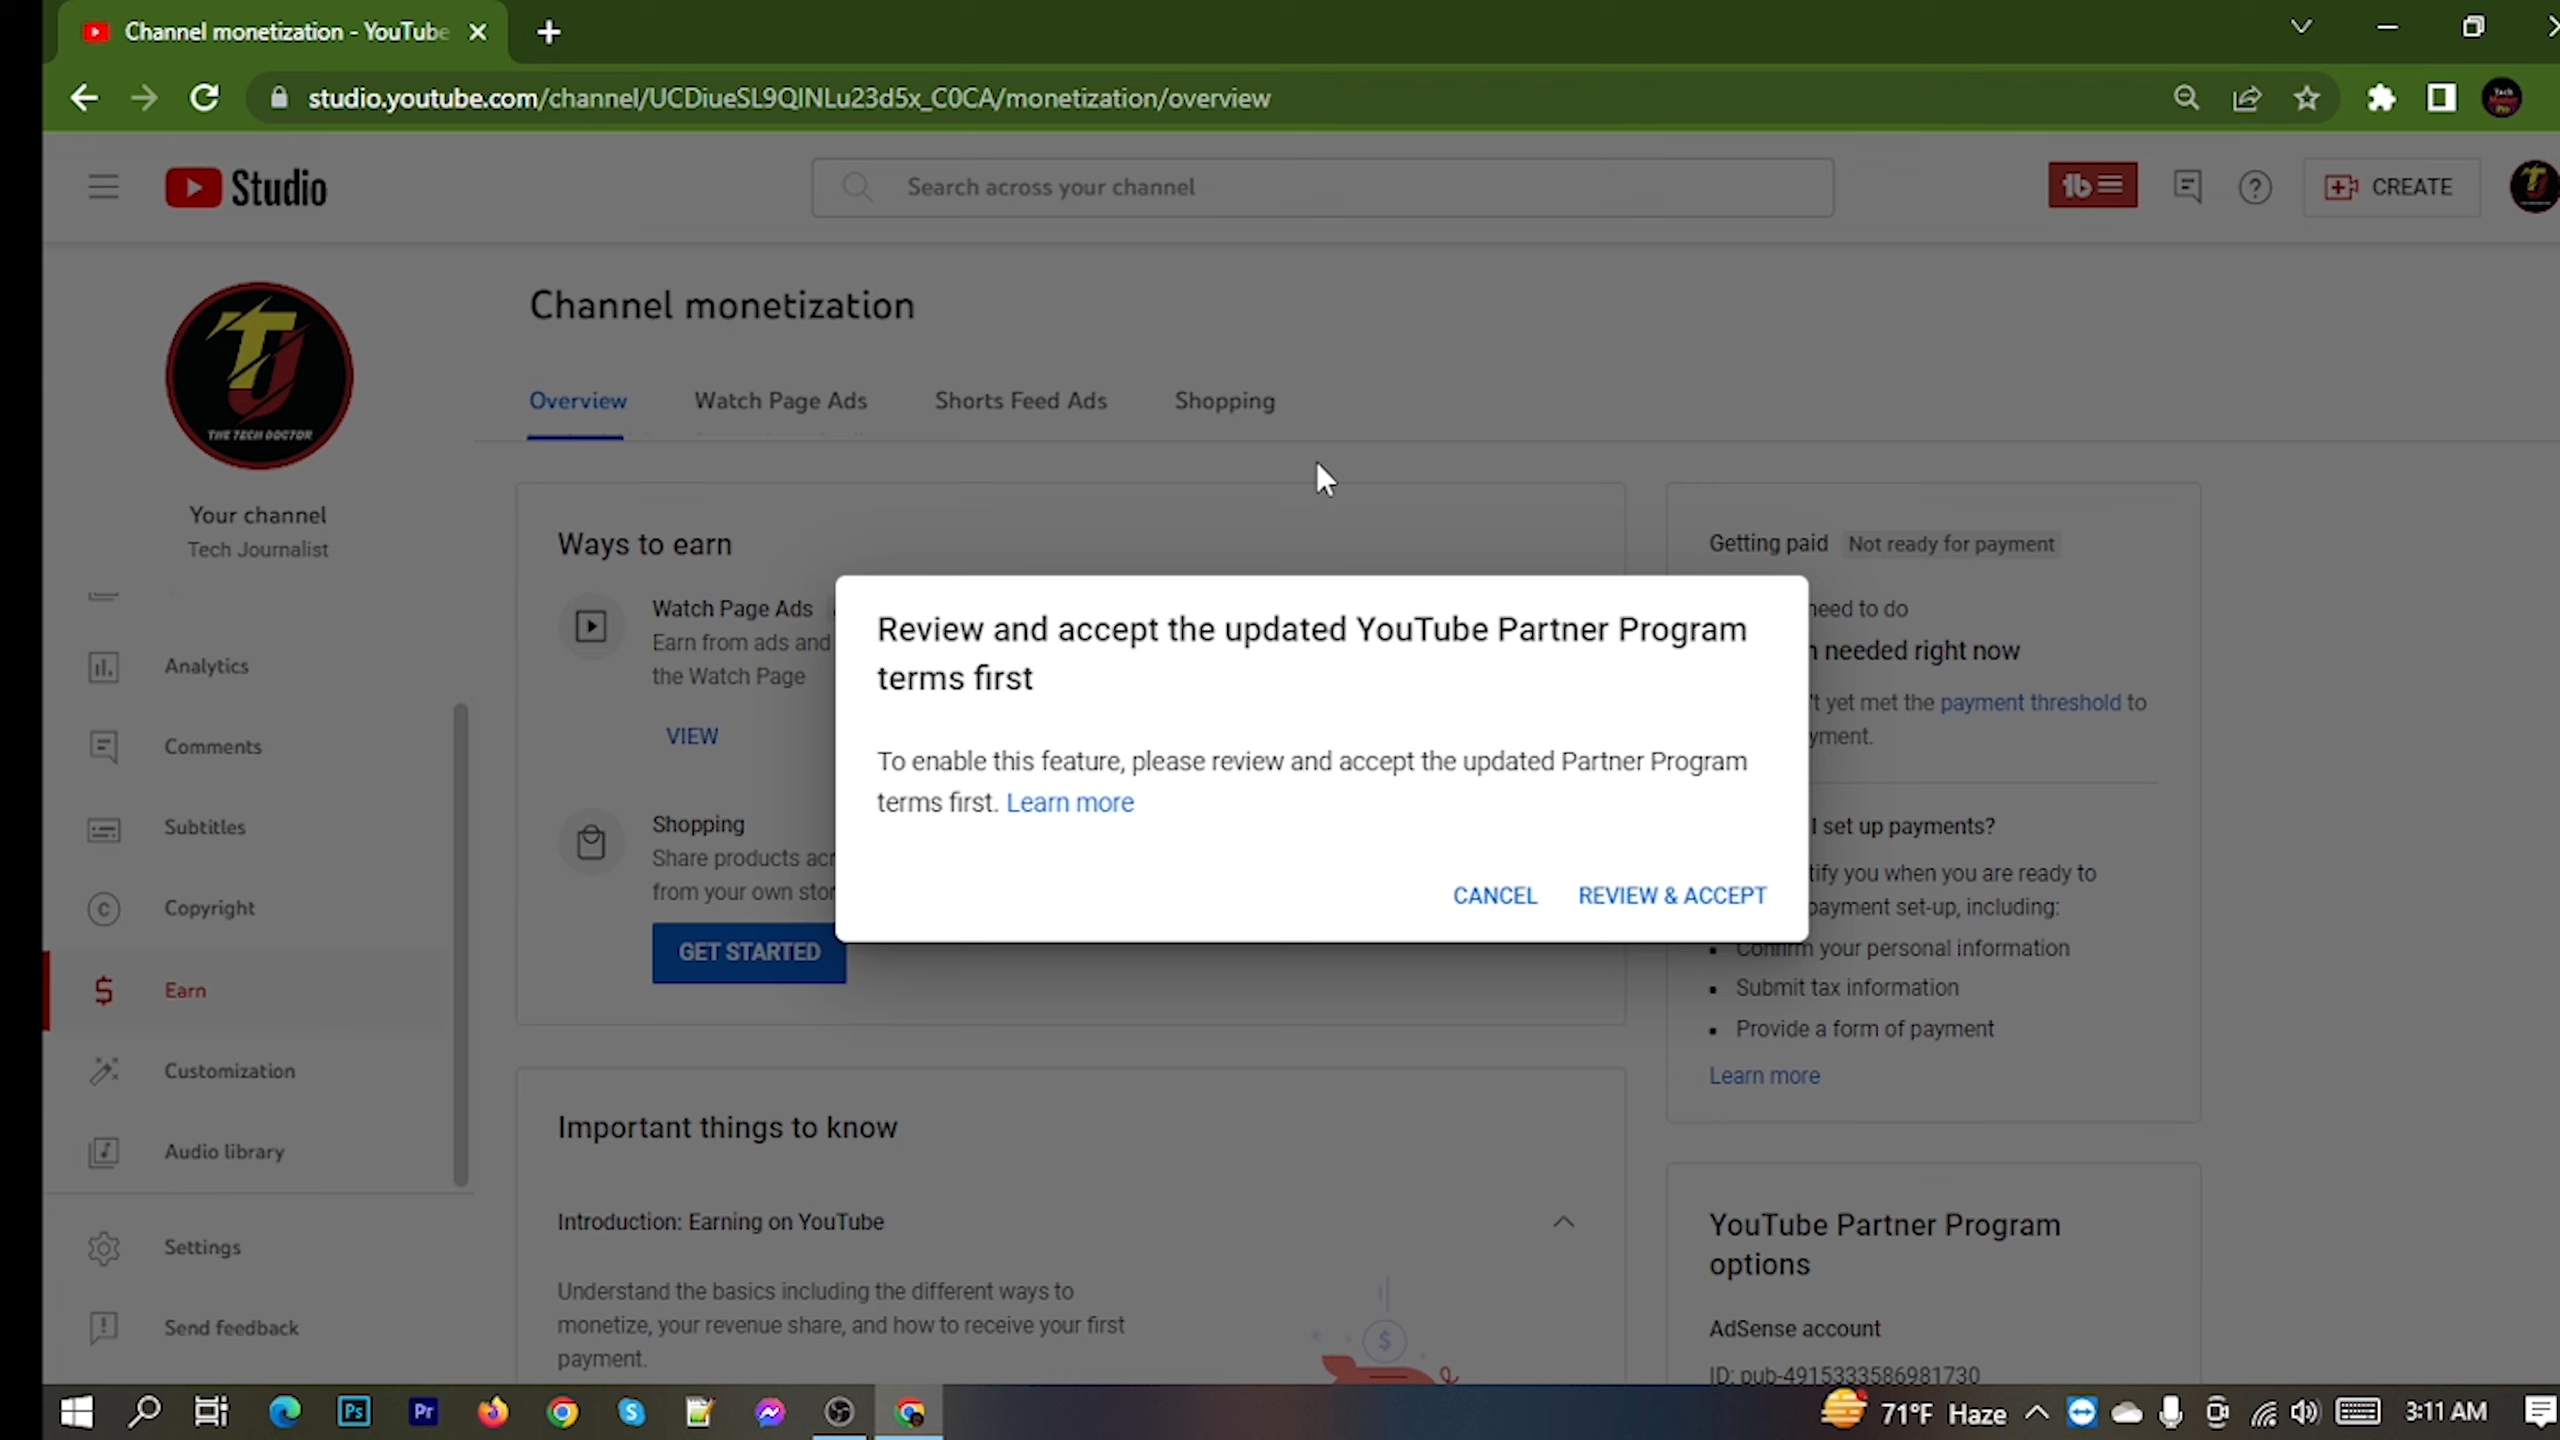 Channel monetization - YouTube
studio.youtube.com/channel/UCDiueSL9QINLu23d5x_C0CA/monetization/overview
Studio
Search across your channel
CREATE
THE TECH DOCTOR
Your channel
Tech Journalist
Analytics
Comments
Subtitles
Copyright
Earn
Customization
Audio library
Settings
Send feedback
Channel monetization
Overview
Watch Page Ads
Shorts Feed Ads
Shopping
Ways to earn
Watch Page Ads
Earn from ads and
the Watch Page
VIEW
Shopping
Share products
from your own
GET STARTED
Review and accept the updated YouTube Partner Program
terms first
To enable this feature, please review and accept the updated Partner Program
terms first. Learn more
CANCEL
REVIEW & ACCEPT
Getting paid
Not ready for payment
need to do
needed right now
't yet met the payment threshold to
I set up payments?
you when you are ready to
payment set-up, including:
Confirm your personal information
Submit tax information
Provide a form of payment
Learn more
Important things to know
Introduction: Earning on YouTube
Understand the basics including the different ways to
monetize, your revenue share, and how to receive your first
payment.
YouTube Partner Program
options
AdSense account
ID: pub-4915333586981730
Ps
Pr
71°F Haze
3:11 AM